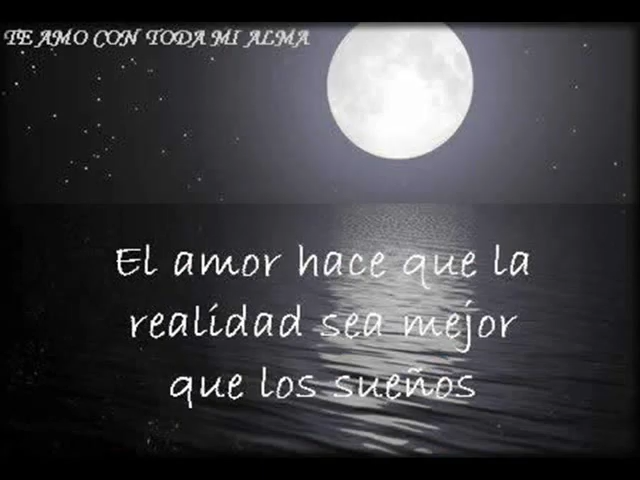 TE AMO CON TODA MI ALMA
El amor hace que la
realidad sea mejor
que los sueños